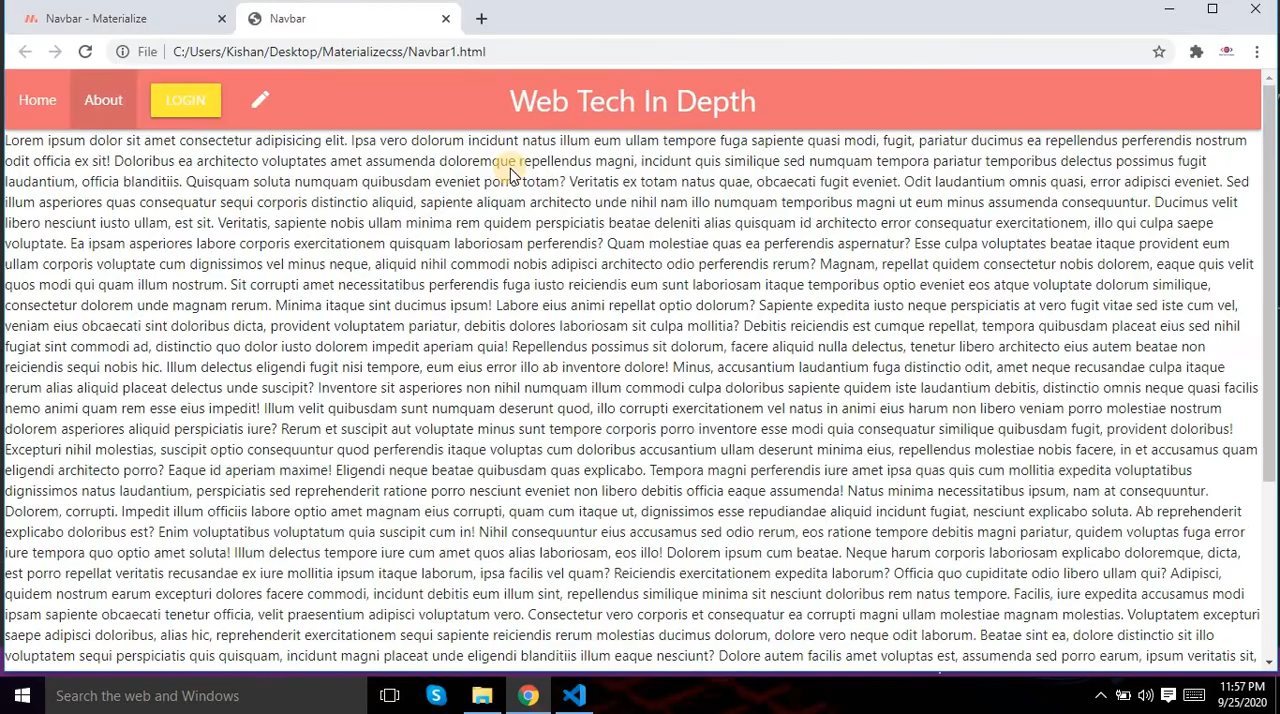 Navbar - Materialize
Navbar
File
C:/Users/Kishan/Desktop/Materializecss/Navbar1.html
Home
About
LOGIN
Web Tech In Depth
Lorem ipsum dolor sit amet consectetur adipisicing elit. Ipsa vero dolorum incidunt natus illum eum ullam tempore fuga sapiente quasi modi, fugit, pariatur ducimus ea repellendus perferendis nostrum
odit officia ex sit! Doloribus ea architecto voluptates amet assumenda doloremque repellendus magni, incidunt quis similique sed numquam tempora pariatur temporibus delectus possimus fugit
laudantium, officia blanditiis. Quisquam soluta numquam quibusdam eveniet porro totam? Veritatis ex totam natus quae, obcaecati fugit eveniet. Odit laudantium omnis quasi, error adipisci eveniet. Sed
illum asperiores quas consequatur sequi corporis distinctio aliquid, sapiente aliquam architecto unde nihil nam illo numquam temporibus magni ut eum minus assumenda consequuntur. Ducimus velit
libero nesciunt iusto ullam, est sit. Veritatis, sapiente nobis ullam minima rem quidem perspiciatis beatae deleniti alias quisquam id architecto error consequatur exercitationem, illo qui culpa saepe
voluptate. Ea ipsam asperiores labore corporis exercitationem quisquam laboriosam perferendis? Quam molestiae quas ea perferendis aspernatur? Esse culpa voluptates beatae itaque provident eum
ullam corporis voluptate cum dignissimos vel minus neque, aliquid nihil commodi nobis adipisci architecto odio perferendis rerum? Magnam, repellat quidem consectetur nobis dolorem, eaque quis velit
quos modi qui quam illum nostrum. Sit corrupti amet necessitatibus perferendis fuga iusto reiciendis eum sunt laboriosam itaque temporibus optio eveniet eos atque voluptate dolorum similique,
consectetur dolorem unde magnam rerum. Minima itaque sint ducimus ipsum! Labore eius animi repellat optio dolorum? Sapiente expedita iusto neque perspiciatis at vero fugit vitae sed iste cum vel,
veniam eius obcaecati sint doloribus dicta, provident voluptatem pariatur, debitis dolores laboriosam sit culpa mollitia? Debitis reiciendis est cumque repellat, tempora quibusdam placeat eius sed nihil
fugiat sint commodi ad, distinctio quo dolor iusto dolorem impedit aperiam quia! Repellendus possimus sit dolorum, facere aliquid nulla delectus, tenetur libero architecto eius autem beatae non
reiciendis sequi nobis hic. Illum delectus eligendi fugit nisi tempore, eum eius error illo ab inventore dolore! Minus, accusantium laudantium fuga distinctio odit, amet neque recusandae culpa itaque
rerum alias aliquid placeat delectus unde suscipit? Inventore sit asperiores non nihil numquam illum commodi culpa doloribus sapiente quidem iste laudantium debitis, distinctio omnis neque quasi facilis
nemo animi quam rem esse eius impedit! Illum velit quibusdam sunt numquam deserunt quod, illo corrupti exercitationem vel natus in animi eius harum non libero veniam porro molestiae nostrum
dolorem asperiores aliquid perspiciatis iure? Rerum et suscipit aut voluptate minus sunt tempore corporis porro inventore esse modi quia consequatur similique quibusdam fugiat, provident doloribus!
Excepturi nihil molestias, suscipit optio consequuntur quod perferendis itaque voluptas cum doloribus accusantium ullam deserunt minima eius, repellendus molestiae nobis facere, in et accusamus quam
eligendi architecto porro? Eaque id aperiam maxime! Eligendi neque beatae quibusdam quas explicabo. Tempora magni perferendis iure amet ipsa quas quis cum mollitia expedita voluptatibus
dignissimos natus laudantium, perspiciatis sed reprehenderit ratione porro nesciunt eveniet non libero debitis officia eaque assumenda! Natus minima necessitatibus ipsum, nam at consequuntur.
Dolorem, corrupti. Impedit illum officiis labore optio amet magnam eius corrupti, quam cum itaque ut, dignissimos esse repudiandae aliquid incidunt fugiat, nesciunt explicabo soluta. Ab reprehenderit
explicabo doloribus est? Enim voluptatibus voluptatum quia suscipit cum in! Nihil consequuntur eius accusamus sed odio rerum, eos ratione tempore debitis magni pariatur, quidem voluptas fuga error
iure tempora quo optio amet soluta! Illum delectus tempore iure cum amet quos alias laboriosam, eos illo! Dolorem ipsum cum beatae. Neque harum corporis laboriosam explicabo doloremque, dicta,
est porro repellat veritatis recusandae ex iure mollitia ipsum itaque laborum, ipsa facilis vel quam? Reiciendis exercitationem expedita laborum? Officia quo cupiditate odio libero ullam qui? Adipisci,
quidem nostrum earum excepturi dolores facere commodi, incidunt debitis eum illum sint, repellendus similique minima sit nesciunt doloribus rem natus tempore. Facilis, iure expedita accusamus modi
ipsam sapiente obcaecati tenetur officia, velit praesentium adipisci voluptatum vero. Consectetur vero corporis et consequatur ea corrupti magni ullam molestiae magnam molestias. Voluptatem excepturi
saepe adipisci doloribus, alias hic, reprehenderit exercitationem sequi sapiente reiciendis rerum molestias ducimus dolorum, dolore vero neque odit laborum. Beatae sint ea, dolore distinctio sit illo
voluptatem sequi perspiciatis quis quisquam, incidunt magni placeat unde eligendi blanditiis illum eaque nesciunt? Dolore autem facilis amet voluptas est, assumenda sed porro earum, ipsum veritatis sit,
Search the web and Windows
11:57 PM
9/25/2020